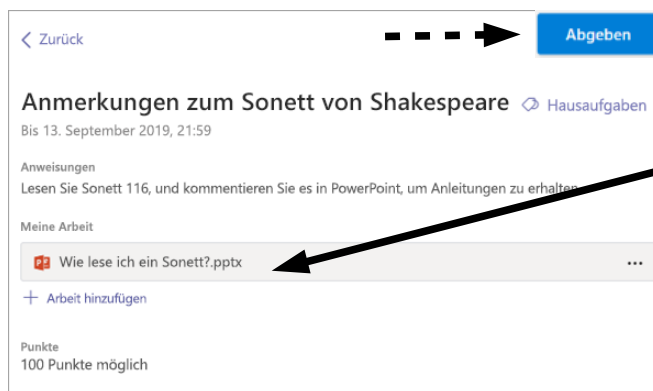 Zurück
Abgeben
Anmerkungen zum Sonett von Shakespeare Hausaufgaben
Bis 13. September 2019, 21:59
Anweisungen
Lesen Sie Sonett 116, und kommentieren Sie es in PowerPoint, um Anleitungen zu erhalten
Meine Arbeit
Wie lese ich ein Sonett?.pptx
+ Arbeit hinzufügen
Punkte
100 Punkte möglich